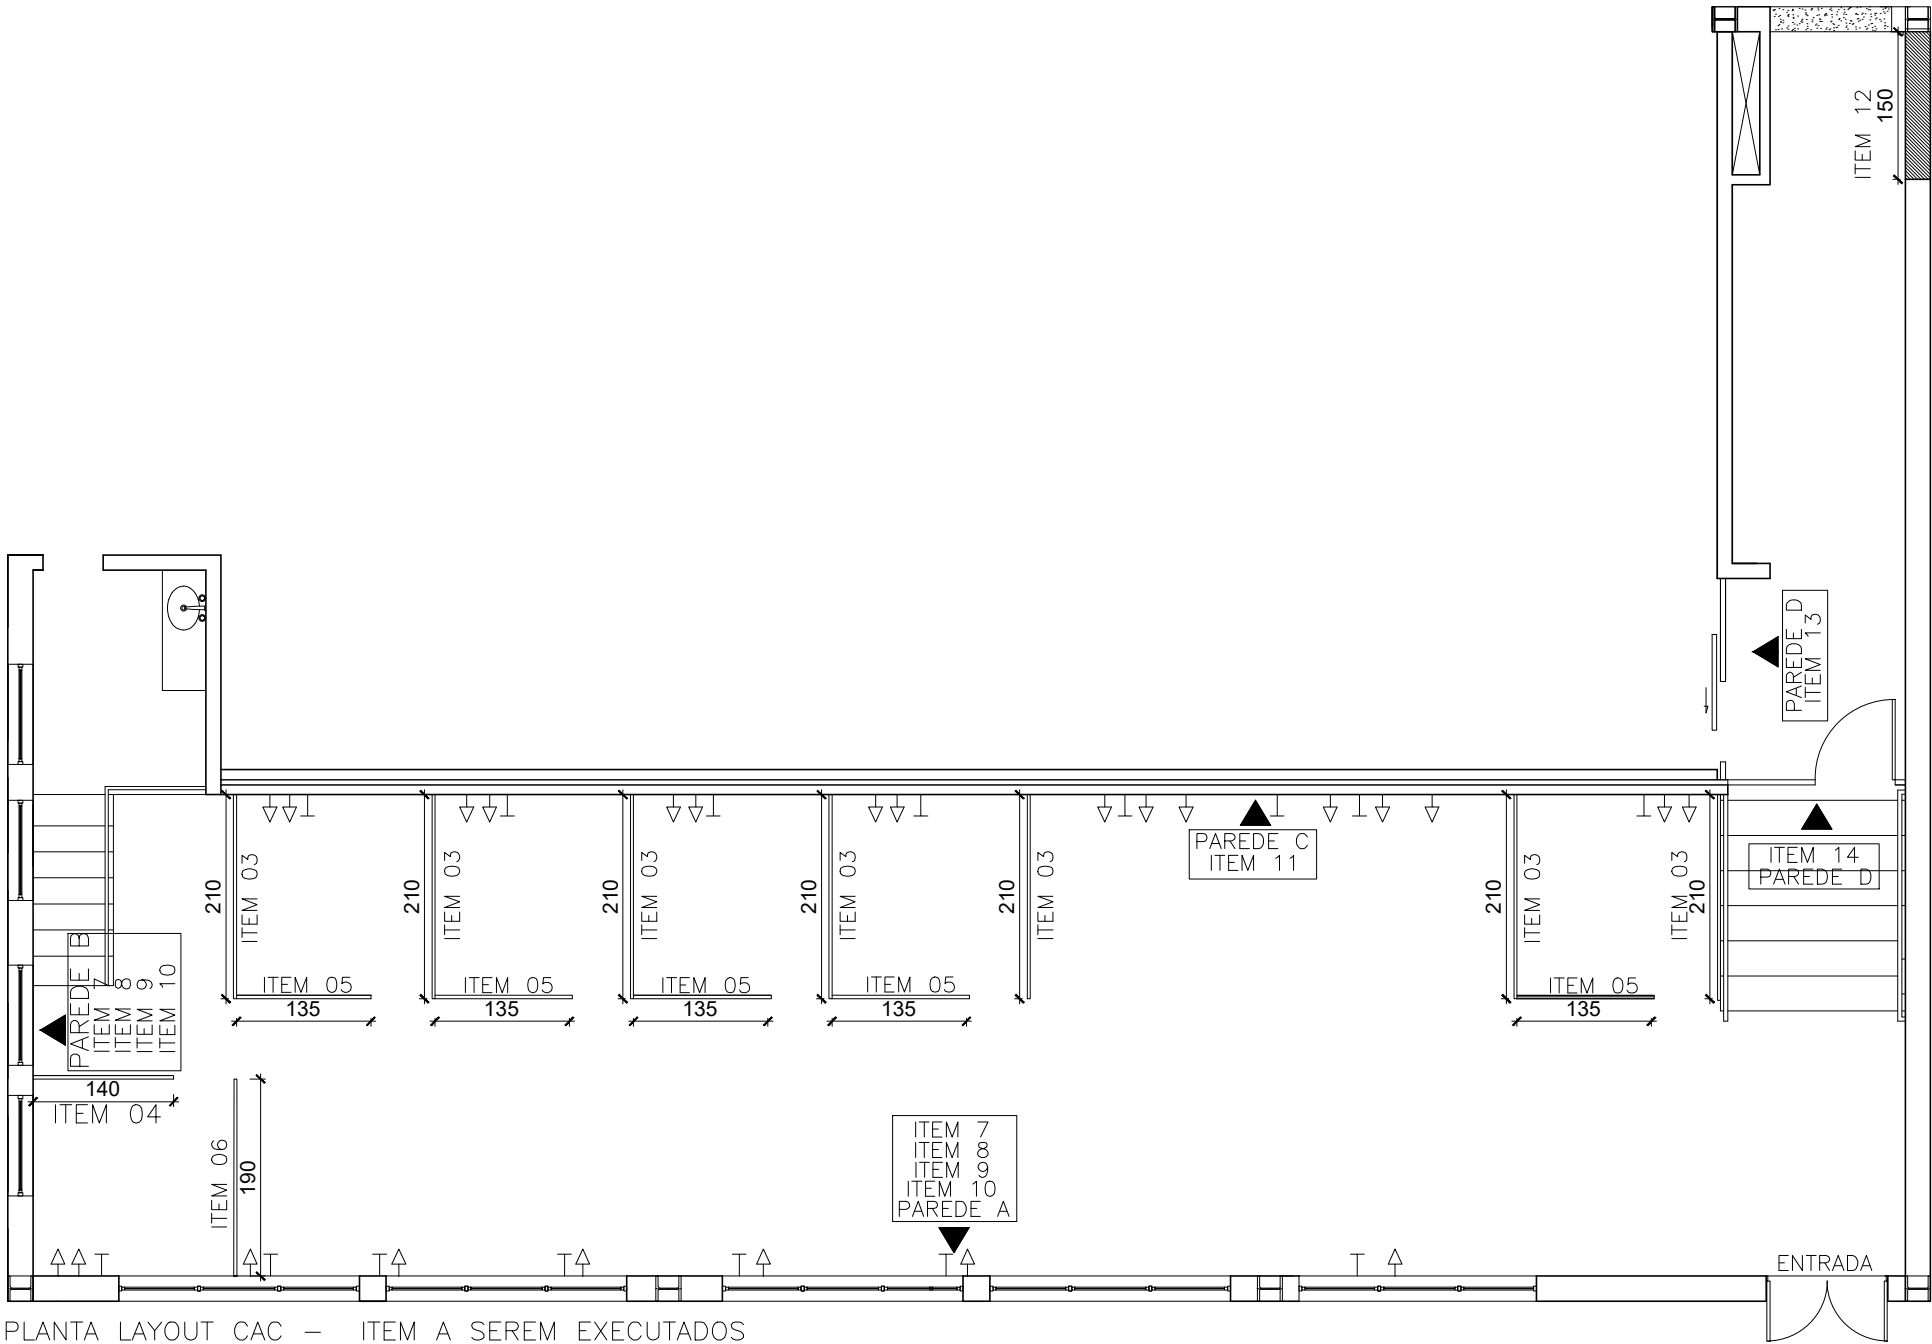 ITEM 12
150
PAREDE D
ITEM 13
PAREDE C
ITEM 11
ITEM 14
PAREDE D
210
ITEM 03
210
ITEM 03
210
ITEM 03
210
ITEM 03
210
ITEM 03
210
ITEM 03
ITEM 03
210
ITEM 05
135
ITEM 05
135
ITEM 05
135
ITEM 05
135
ITEM 05
135
PAREDE B
ITEM 7
ITEM 8
ITEM 9
ITEM 10
140
ITEM 04
ITEM 06
190
ITEM 7
ITEM 8
ITEM 9
ITEM 10
PAREDE A
ENTRADA
PLANTA LAYOUT CAC - ITEM A SEREM EXECUTADOS